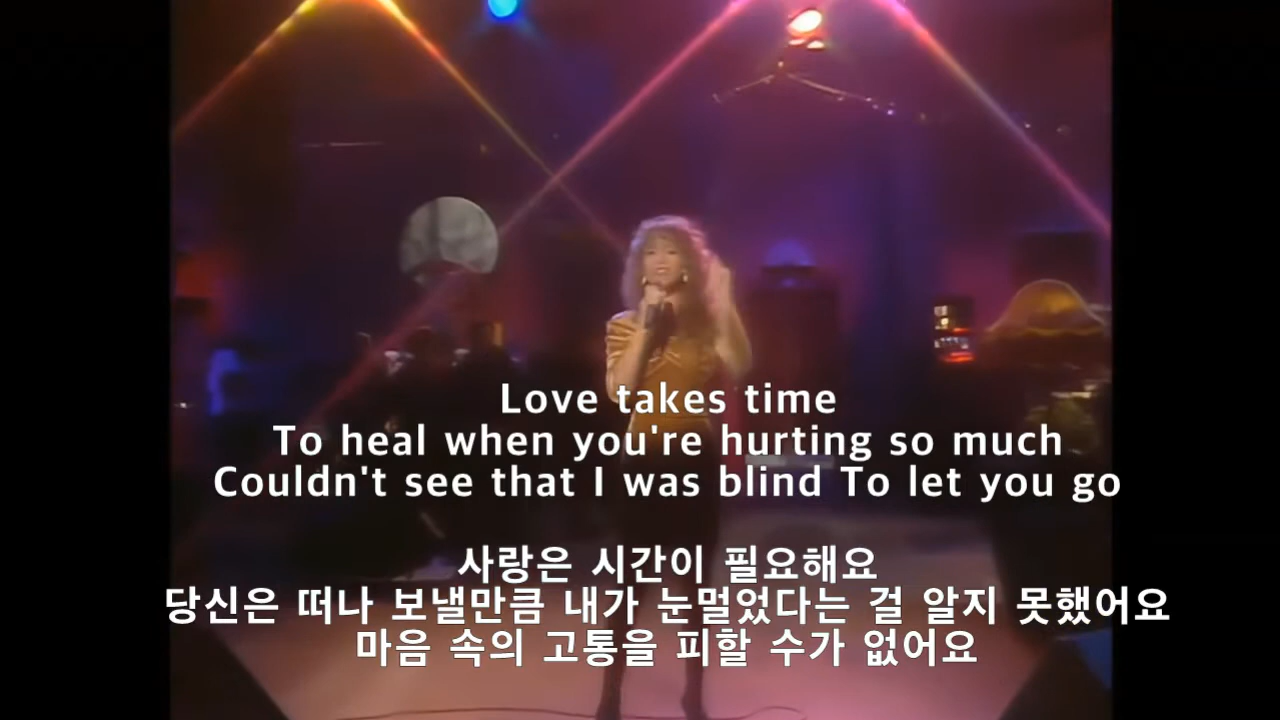 Love takes time
To heal when you're hurting so much
Couldn't see that I was blind To let you go
사랑은 시간이 필요해요
당신은 떠나 보낼만큼 내가 눈멀었다는 걸 알지 못했어요
마음 속의 고통을 피할 수가 없어요